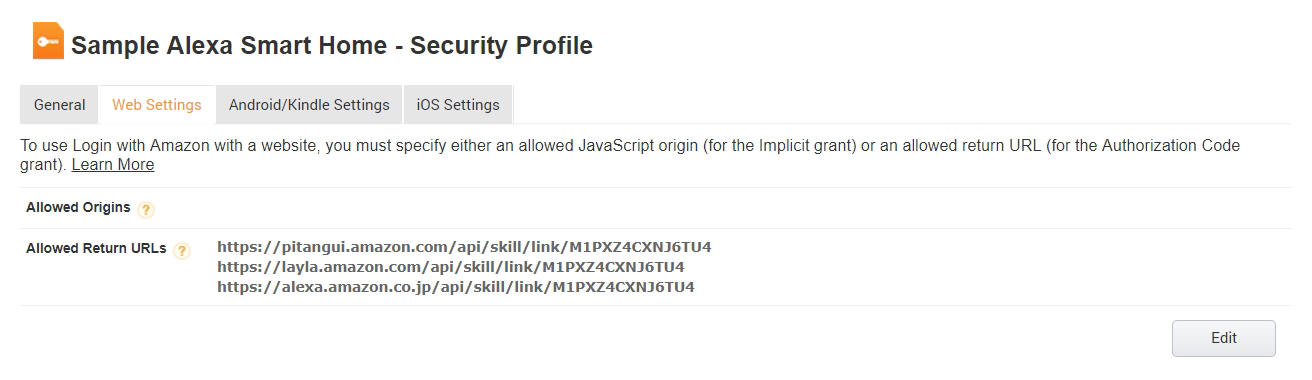 Sample Alexa Smart Home - Security Profile
General Web Settings Android/Kindle Settings iOS Settings
To use Login with Amazon with a website, you must specify either an allowed JavaScript origin (for the Implicit grant) or an allowed return URL (for the Authorization Code
grant). Learn More
Allowed Origins ?
Allowed Return URLs ? https://pitangui.amazon.com/api/skill/link/M1PXZ4CXNJ6TU4
https://layla.amazon.com/api/skill/link/M1PXZ4CXNJ6TU4
https://alexa.amazon.co.jp/api/skill/link/M1PXZ4CXNJ6TU4
Edit